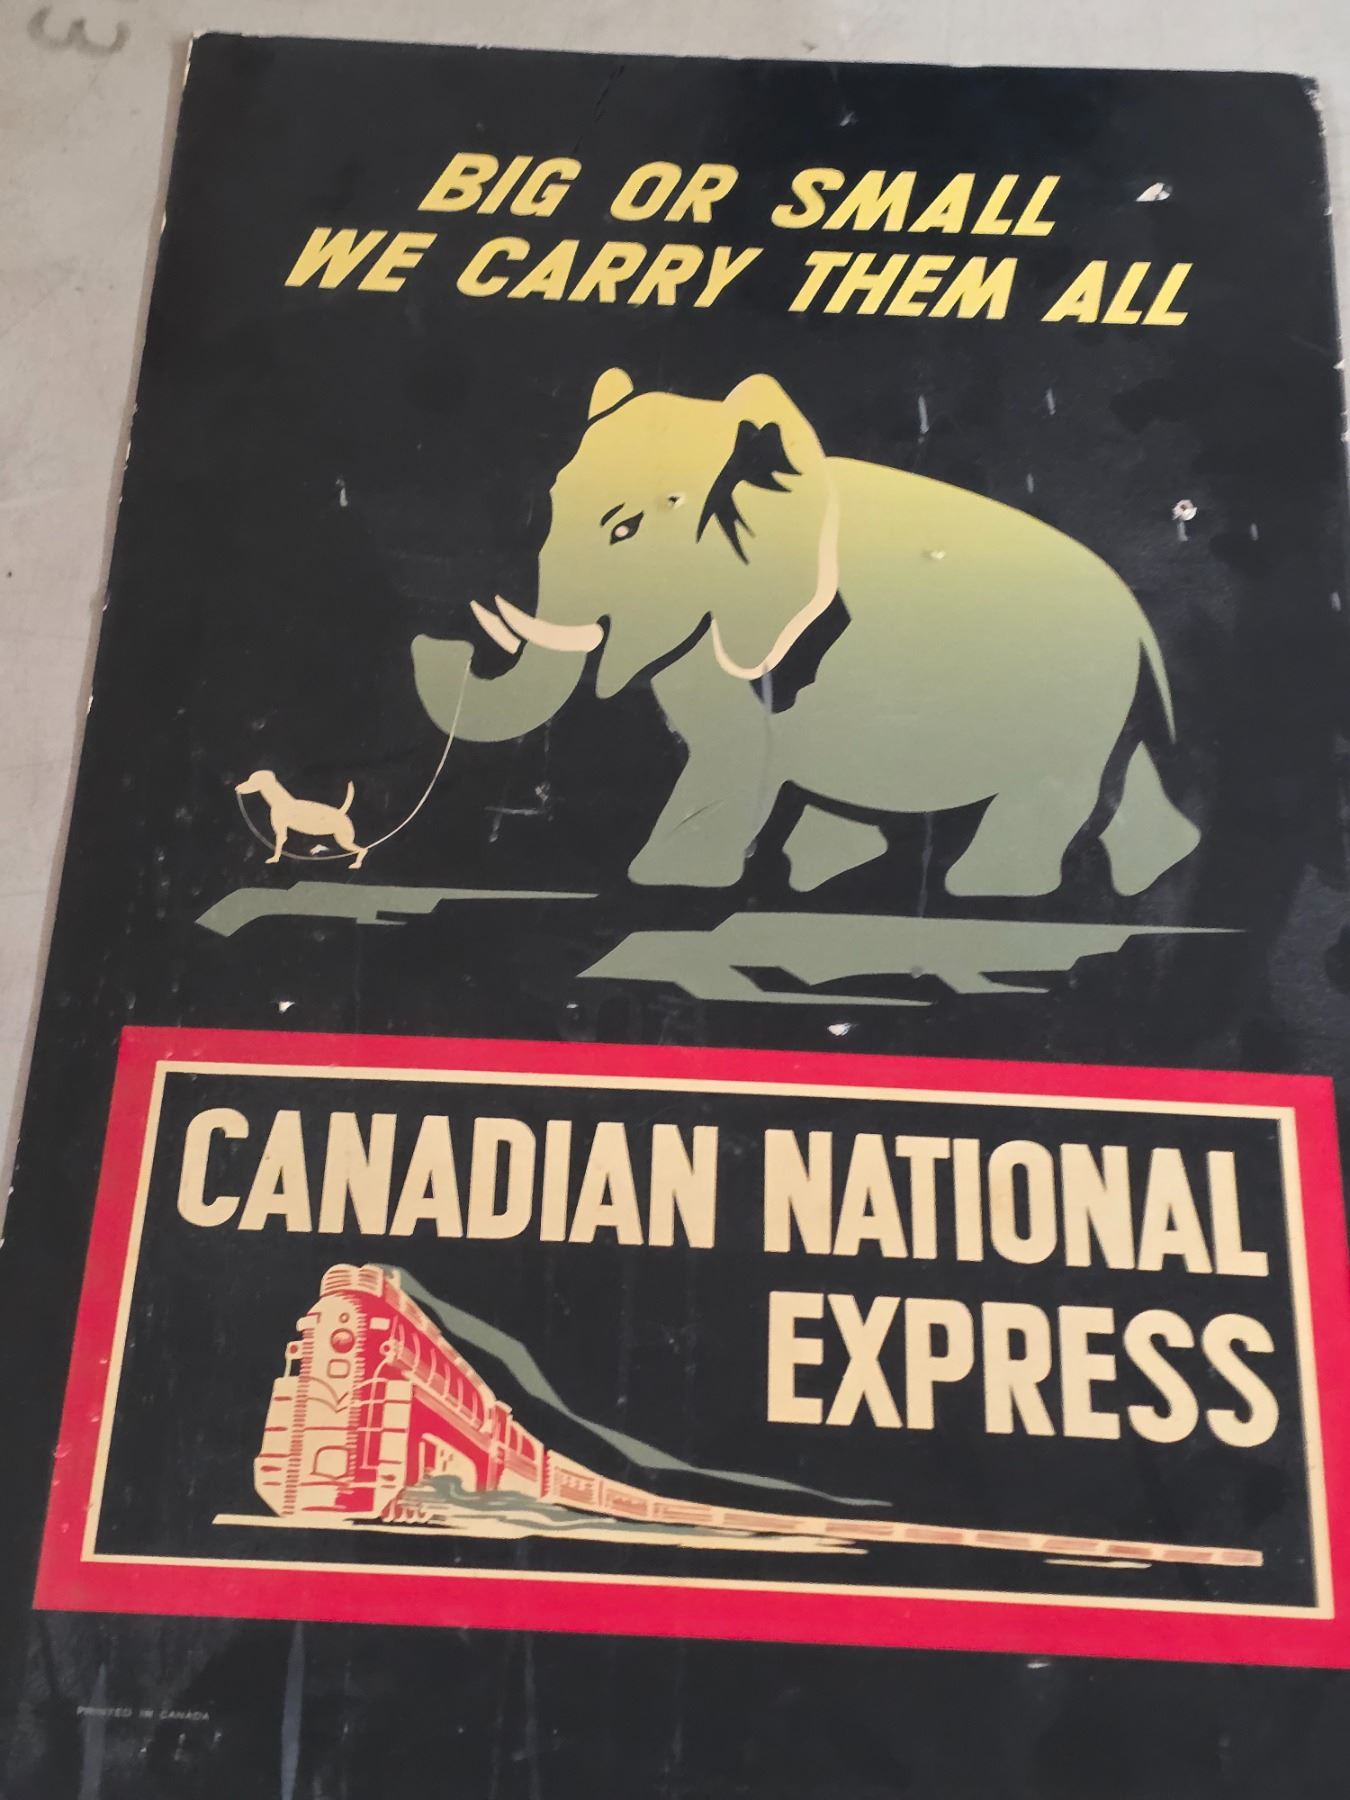 BIG OR SMALL
WE CARRY THEM ALL
CANADIAN NATIONAL
EXPRESS
PRINTED IN CANADA